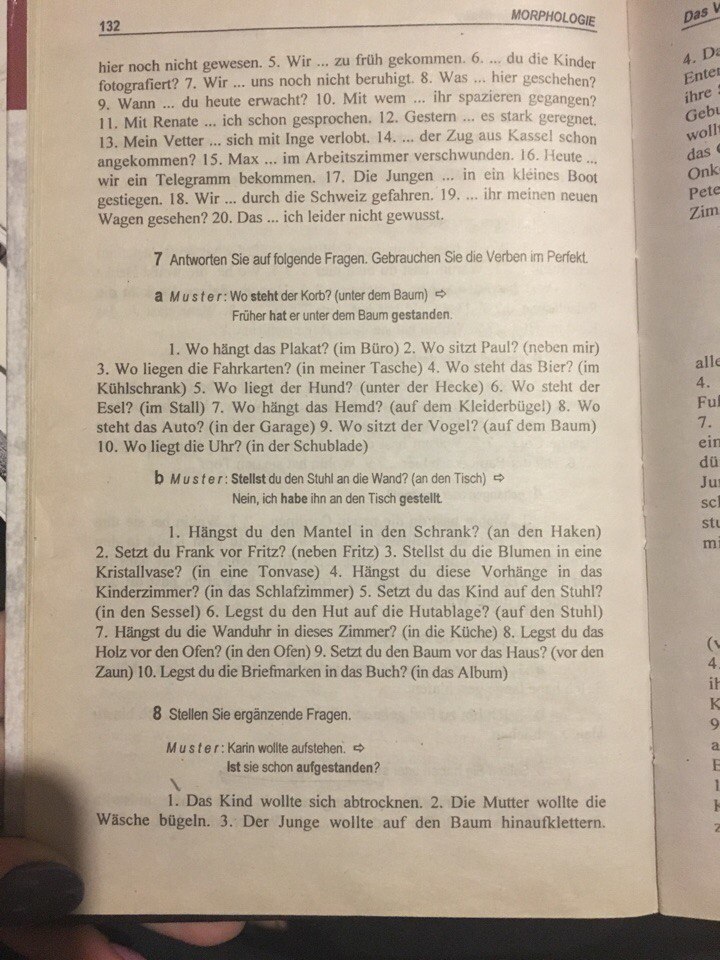 132
MORPHOLOGIE
hier noch nicht gewesen. 5. Wir ... zu früh gekommen. 6. ... du die Kinder
fotografiert? 7. Wir ... uns noch nicht beruhigt. 8. Was ... hier geschehen?
9. Wann ... du heute erwacht? 10. Mit wem ... ihr spazieren gegangen?
11. Mit Renate ... ich schon gesprochen. 12. Gestern ... es stark geregnet.
13. Mein Vetter ... sich mit Inge verlobt. 14. ... der Zug aus Kassel schon
angekommen? 15. Max ... im Arbeitszimmer verschwunden. 16. Heute ...
wir ein Telegramm bekommen. 17. Die Jungen ... in ein kleines Boot
gestiegen. 18. Wir ... durch die Schweiz gefahren. 19. ... ihr meinen neuen
Wagen gesehen? 20. Das ... ich leider nicht gewusst.
7 Antworten Sie auf folgende Fragen. Gebrauchen Sie die Verben im Perfekt.
a Muster: Wo steht der Korb? (unter dem Baum) ⇨
Früher hat er unter dem Baum gestanden.
1. Wo hängt das Plakat? (im Büro) 2. Wo sitzt Paul? (neben mir)
3. Wo liegen die Fahrkarten? (in meiner Tasche) 4. Wo steht das Bier? (im
Kühlschrank) 5. Wo liegt der Hund? (unter der Hecke) 6. Wo steht der
Esel? (im Stall) 7. Wo hängt das Hemd? (auf dem Kleiderbügel) 8. Wo
steht das Auto? (in der Garage) 9. Wo sitzt der Vogel? (auf dem Baum)
10. Wo liegt die Uhr? (in der Schublade)
b Muster: Stellst du den Stuhl an die Wand? (an den Tisch) ⇨
Nein, ich habe ihn an den Tisch gestellt.
1. Hängst du den Mantel in den Schrank? (an den Haken)
2. Setzt du Frank vor Fritz? (neben Fritz) 3. Stellst du die Blumen in eine
Kristallvase? (in eine Tonvase) 4. Hängst du diese Vorhänge in das
Kinderzimmer? (in das Schlafzimmer) 5. Setzt du das Kind auf den Stuhl?
(in den Sessel) 6. Legst du den Hut auf die Hutablage? (auf den Stuhl)
7. Hängst du die Wanduhr in dieses Zimmer? (in die Küche) 8. Legst du das
Holz vor den Ofen? (in den Ofen) 9. Setzt du den Baum vor das Haus? (vor den
Zaun) 10. Legst du die Briefmarken in das Buch? (in das Album)
8 Stellen Sie ergänzende Fragen.
Muster: Karin wollte aufstehen. ⇨
Ist sie schon aufgestanden?
1. Das Kind wollte sich abtrocknen. 2. Die Mutter wollte die
Wäsche bügeln. 3. Der Junge wollte auf den Baum hinaufklettern.
Das
4.
ihre
das